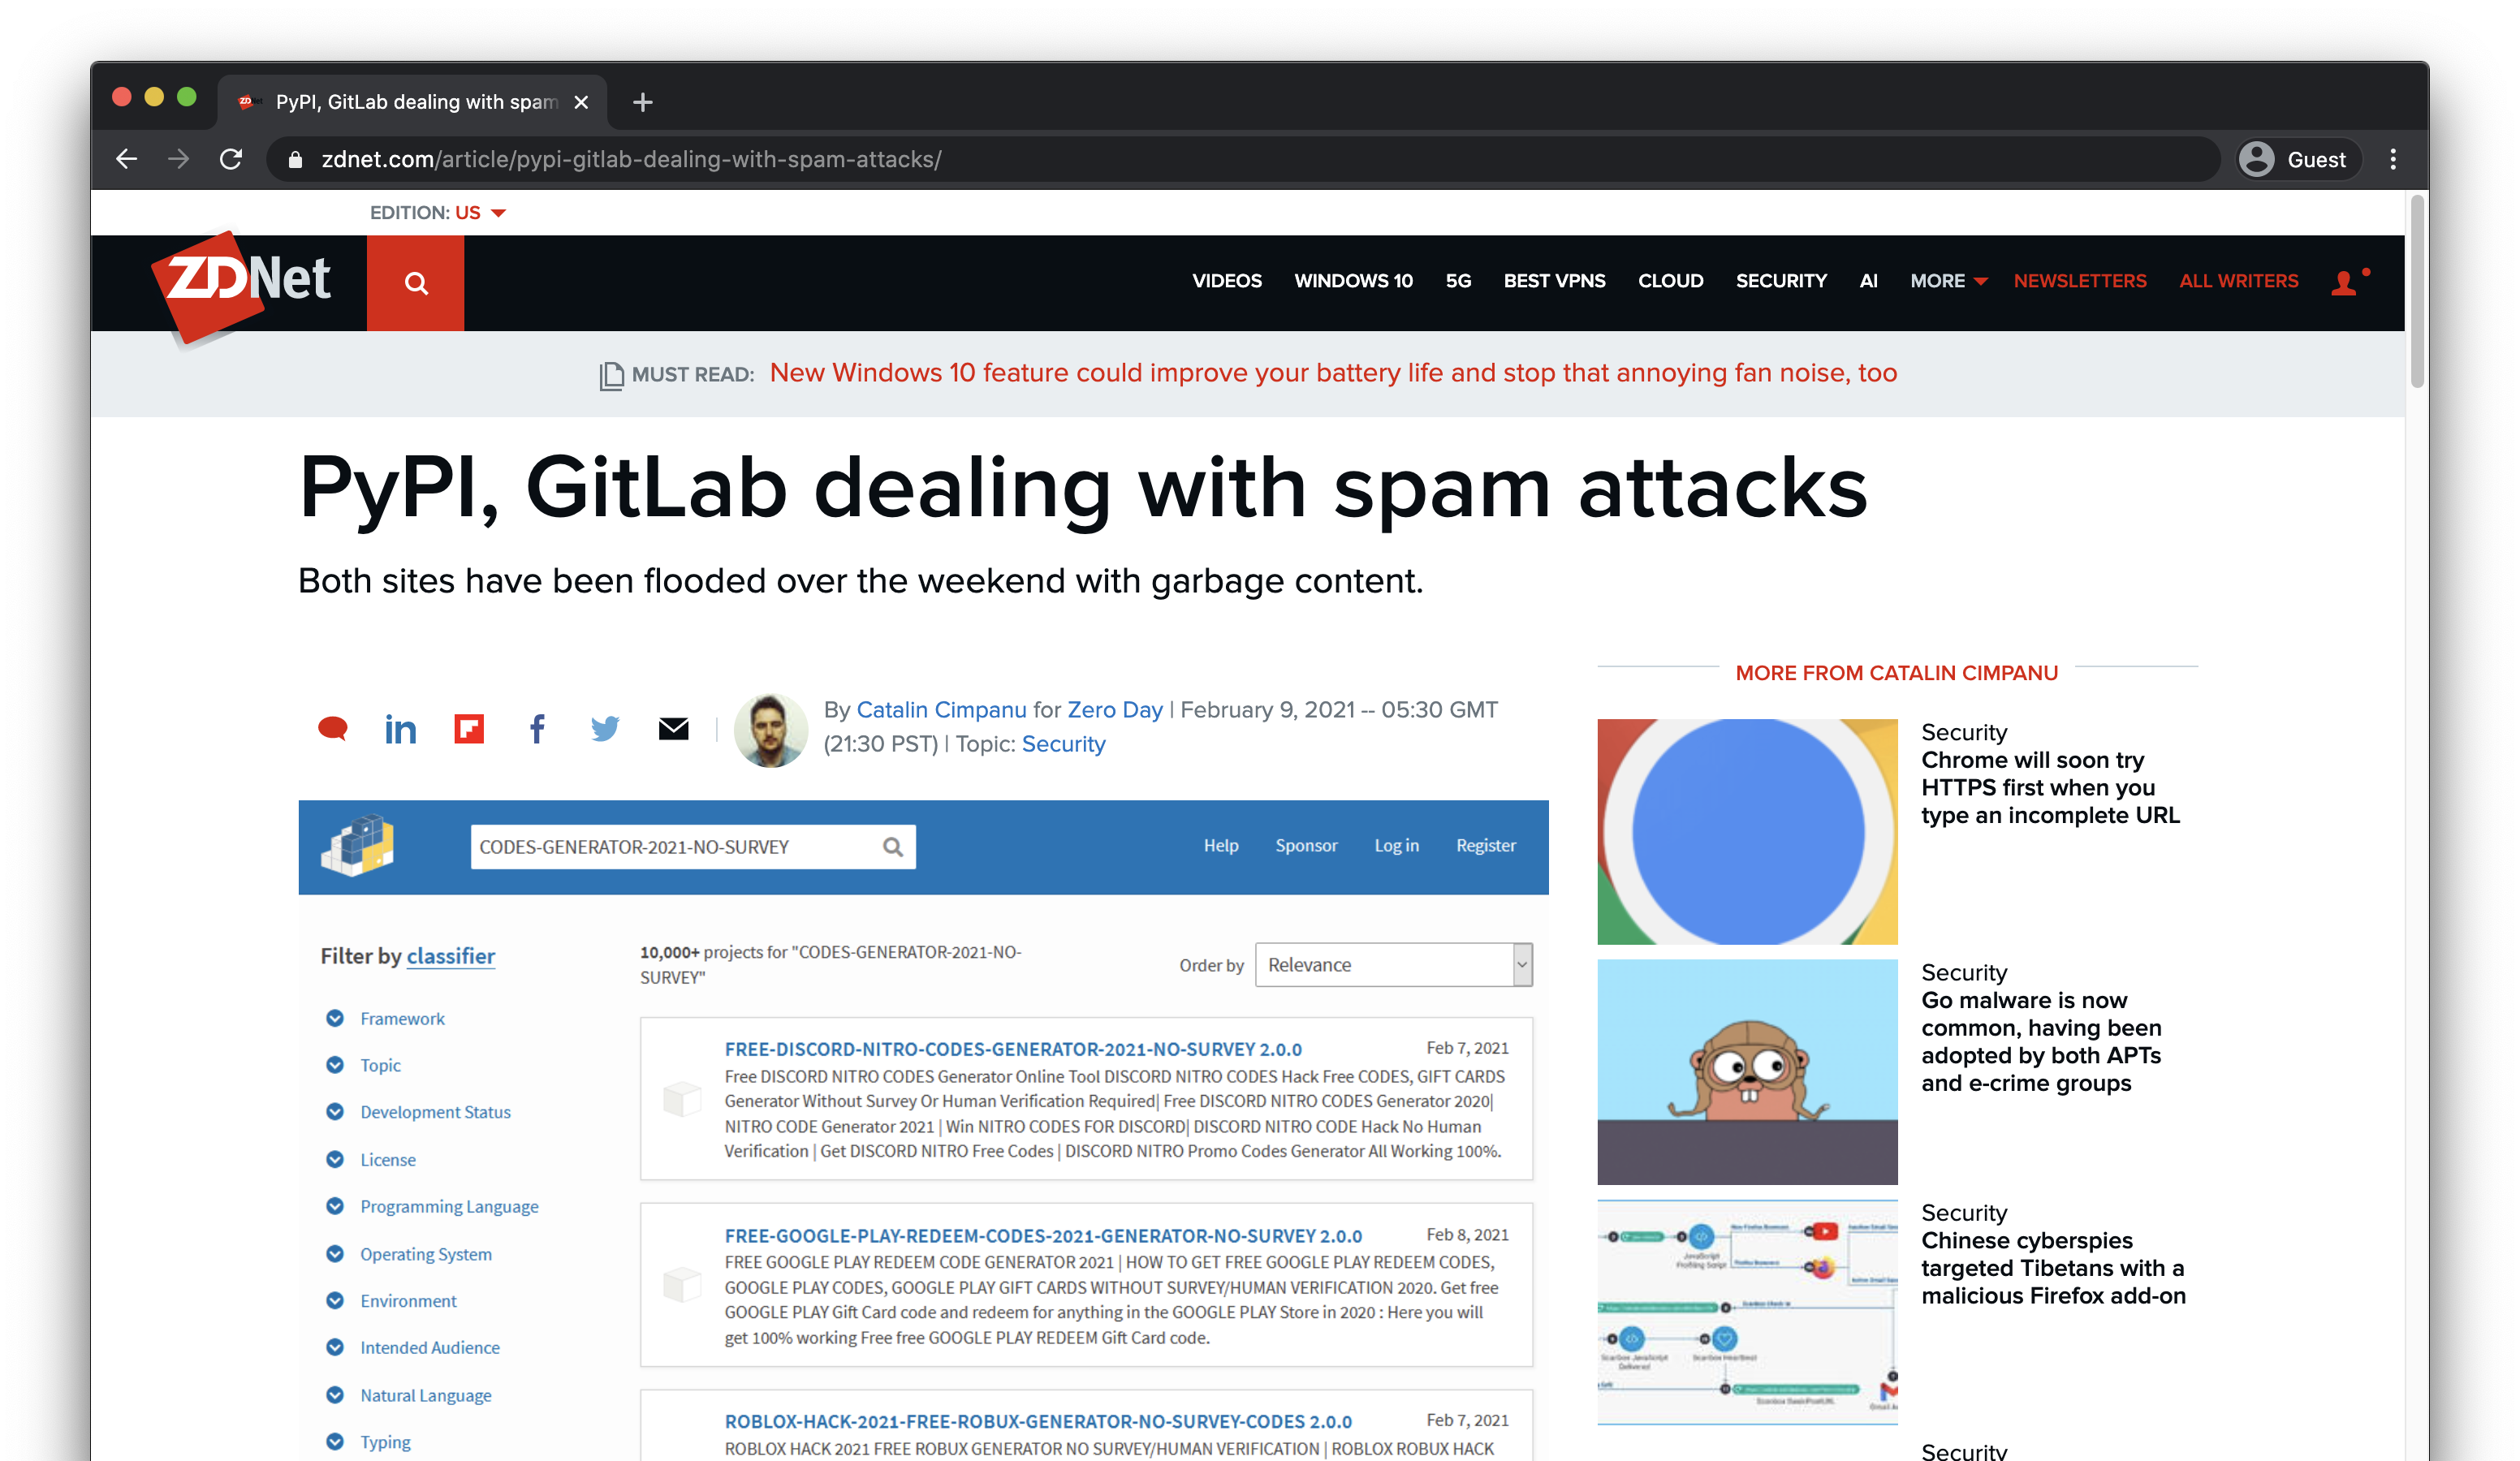 PyPI, GitLab dealing with spam
zdnet.com/article/pypi-gitlab-dealing-with-spam-attacks/
Guest
EDITION: US
ZDNet
VIDEOS WINDOWS 10 5G BEST VPNS CLOUD SECURITY AI MORE NEWSLETTERS ALL WRITERS
MUST READ: New Windows 10 feature could improve your battery life and stop that annoying fan noise, too
PyPI, GitLab dealing with spam attacks
Both sites have been flooded over the weekend with garbage content.
By Catalin Cimpanu for Zero Day | February 9, 2021 -- 05:30 GMT
(21:30 PST) | Topic: Security
CODES-GENERATOR-2021-NO-SURVEY
Help Sponsor Log in Register
Filter by classifier
Framework
Topic
Development Status
License
Programming Language
Operating System
Environment
Intended Audience
Natural Language
Typing
10,000+ projects for "CODES-GENERATOR-2021-NO-
SURVEY"
Order by Relevance
FREE-DISCORD-NITRO-CODES-GENERATOR-2021-NO-SURVEY 2.0.0 Feb 7, 2021
Free DISCORD NITRO CODES Generator Online Tool DISCORD NITRO CODES Hack Free CODES, GIFT CARDS
Generator Without Survey Or Human Verification Required| Free DISCORD NITRO CODES Generator 2020|
NITRO CODE Generator 2021 | Win NITRO CODES FOR DISCORD| DISCORD NITRO CODE Hack No Human
Verification | Get DISCORD NITRO Free Codes | DISCORD NITRO Promo Codes Generator All Working 100%.
FREE-GOOGLE-PLAY-REDEEM-CODES-2021-GENERATOR-NO-SURVEY 2.0.0 Feb 8, 2021
FREE GOOGLE PLAY REDEEM CODE GENERATOR 2021 | HOW TO GET FREE GOOGLE PLAY REDEEM CODES,
GOOGLE PLAY CODES, GOOGLE PLAY GIFT CARDS WITHOUT SURVEY/HUMAN VERIFICATION 2020. Get free
GOOGLE PLAY Gift Card code and redeem for anything in the GOOGLE PLAY Store in 2020 : Here you will
get 100% working Free free GOOGLE PLAY REDEEM Gift Card code.
ROBLOX-HACK-2021-FREE-ROBUX-GENERATOR-NO-SURVEY-CODES 2.0.0 Feb 7, 2021
ROBLOX HACK 2021 FREE ROBUX GENERATOR NO SURVEY/HUMAN VERIFICATION | ROBLOX ROBUX HACK
MORE FROM CATALIN CIMPANU
Security
Chrome will soon try
HTTPS first when you
type an incomplete URL
Security
Go malware is now
common, having been
adopted by both APTs
and e-crime groups
Security
Chinese cyberspies
targeted Tibetans with a
malicious Firefox add-on
Security